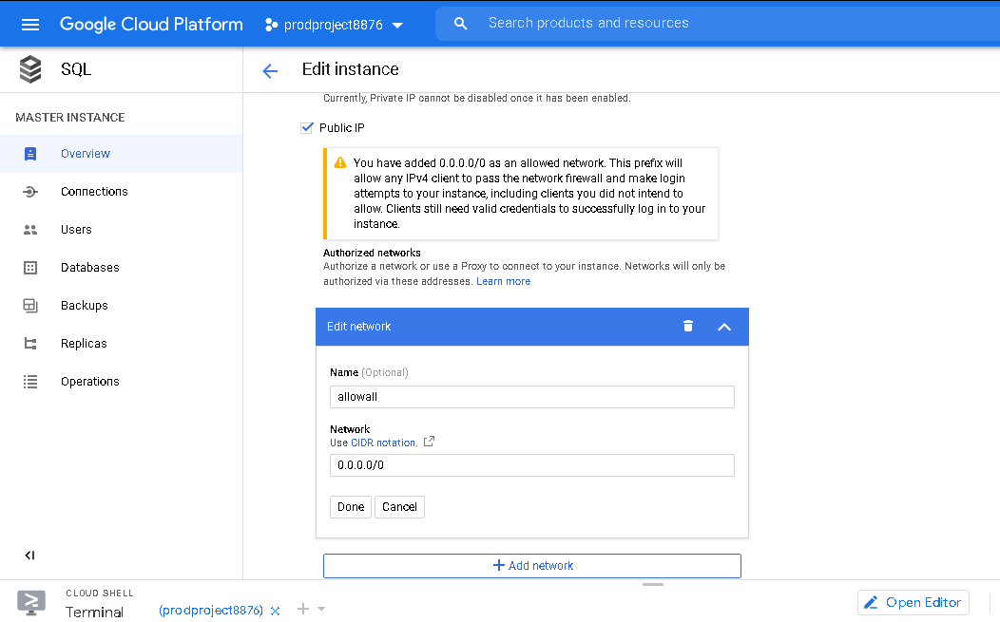 Google Cloud Platform
prodproject8876
Search products and resources
SQL
Edit instance
MASTER INSTANCE
Overview
Connections
Users
Databases
Backups
Replicas
Operations
Currently, Private IP cannot be disabled once it has been enabled.
Public IP
You have added 0.0.0.0/0 as an allowed network. This prefix will
allow any IPv4 client to pass the network firewall and make login
attempts to your instance, including clients you did not intend to
allow. Clients still need valid credentials to successfully log in to your
instance.
Authorized networks
Authorize a network or use a Proxy to connect to your instance. Networks will only be
authorized via these addresses. Learn more
Edit network
Name (Optional)
allowall
Network
Use CIDR notation.
0.0.0.0/0
Done Cancel
+ Add network
CLOUD SHELL
Terminal
(prodproject8876)
Open Editor